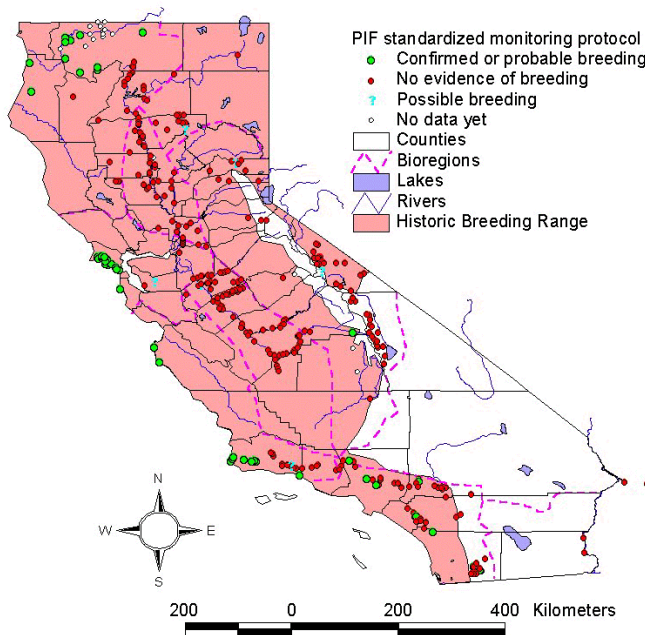 PIF standardized monitoring protocol
Confirmed or probable breeding
No evidence of breeding
? Possible breeding
No data yet
Counties
Bioregions
Lakes
Rivers
Historic Breeding Range
N
W E
S
200 0 200 400 Kilometers